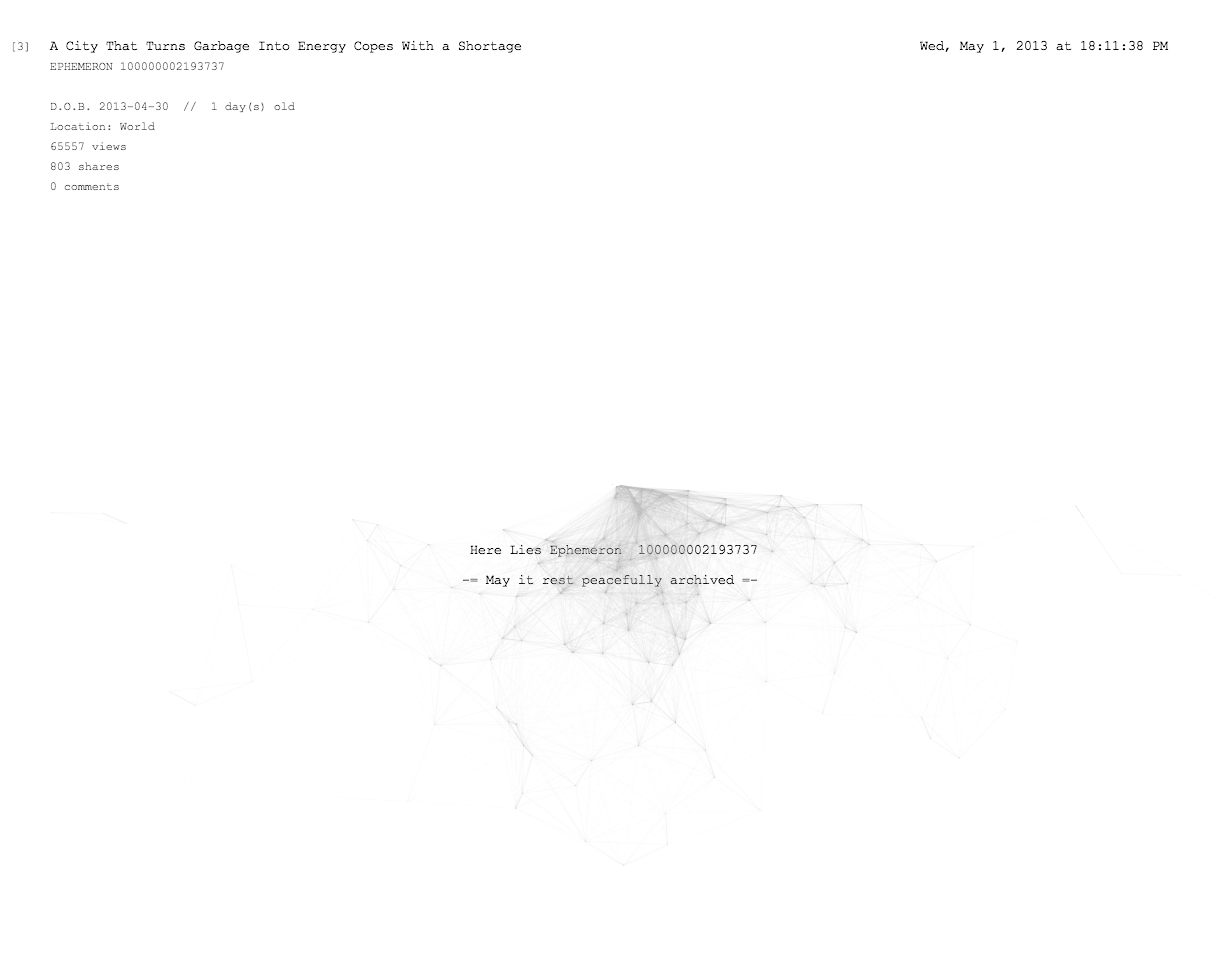 [3] A City That Turns Garbage Into Energy Copes With a Shortage Wed, May 1, 2013 at 18:11:38 PM
EPHEMERON 100000002193737
D.O.B. 2013-04-30 // 1 day(s) old
Location: World
65557 views
803 shares
0 comments
Here Lies Ephemeron 100000002193737
-= May it rest peacefully archived =-